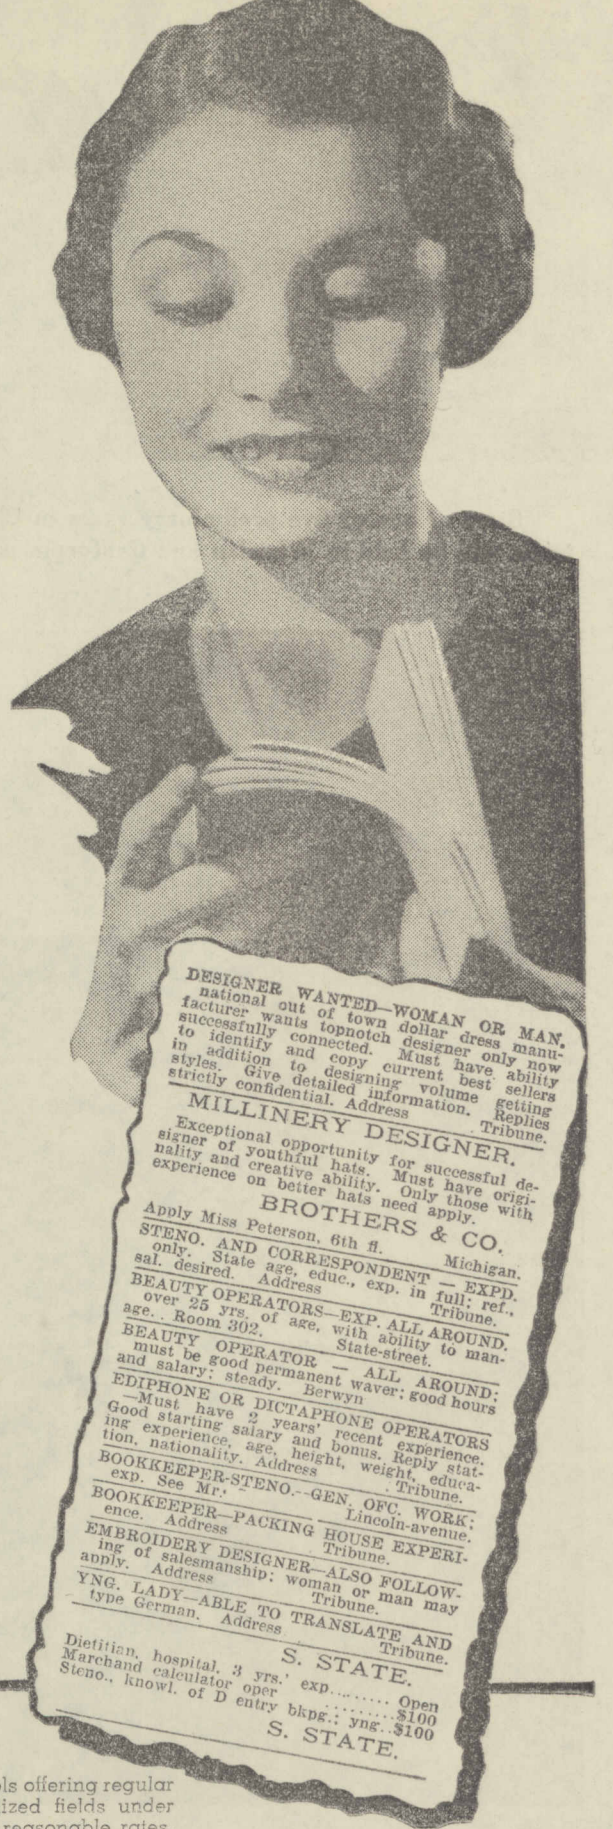 DESIGNER WANTED—WOMAN OR MAN.
national out of town dollar dress manu-
facturer wants topnotch designer only now
successfully connected. Must have ability
to identify and copy current best sellers
in addition to designing volume getting
styles. Give detailed information. Replies
strictly confidential. Address Tribune.
MILLINERY DESIGNER.
Exceptional opportunity for successful de-
signer of youthful hats. Must have origi-
nality and creative ability. Only those with
experience on better hats need apply.
BROTHERS & CO.
Apply Miss Peterson, 6th fl. Michigan.
STENO. AND CORRESPONDENT — EXPD.
only. State age, educ., exp. in full; ref.,
sal. desired. Address Tribune.
BEAUTY OPERATORS—EXP. ALL AROUND.
over 25 yrs. of age, with ability to man-
age. Room 302. State-street.
BEAUTY OPERATOR — ALL AROUND;
must be good permanent waver; good hours
and salary; steady. Berwyn
EDIPHONE OR DICTAPHONE OPERATORS
—Must have 2 years' recent experience.
Good starting salary and bonus. Reply stat-
ing experience, age, height, weight, educa-
tion, nationality. Address Tribune.
BOOKKEEPER-STENO.--GEN. OFC. WORK;
exp. See Mr. Lincoln-avenue.
BOOKKEEPER—PACKING HOUSE EXPERI-
ence. Address Tribune.
EMBROIDERY DESIGNER—ALSO FOLLOW-
ing of salesmanship; woman or man may
apply. Address Tribune.
YNG. LADY—ABLE TO TRANSLATE AND
type German. Address Tribune.
S. STATE.
Dietitian, hospital, 3 yrs.' exp......... Open
Marchand calculator oper .........$100
Steno., knowl. of D entry bkpg.; yng..$100
S. STATE.
ls offering regular
ized fields under
reasonable rates